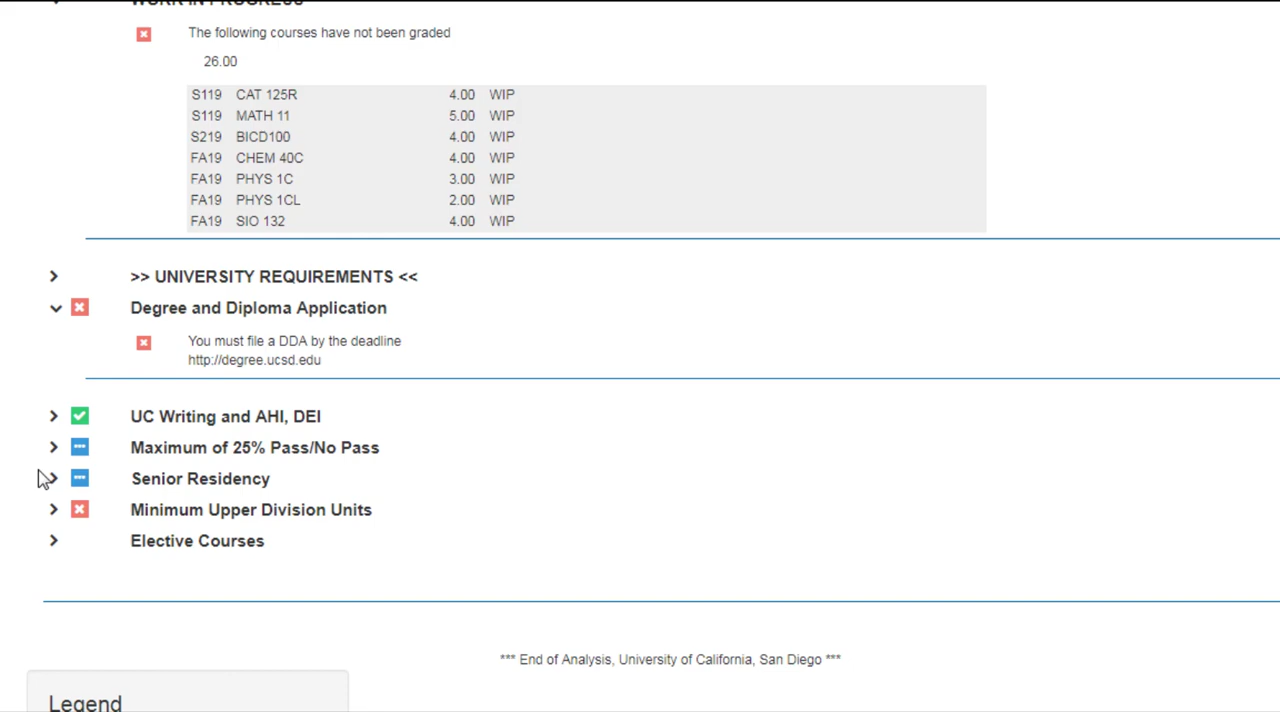 WORK IN PROGRESS
The following courses have not been graded
26.00
S119 CAT 125R 4.00 WIP
S119 MATH 11 5.00 WIP
S219 BICD100 4.00 WIP
FA19 CHEM 40C 4.00 WIP
FA19 PHYS 1C 3.00 WIP
FA19 PHYS 1CL 2.00 WIP
FA19 SIO 132 4.00 WIP
>> UNIVERSITY REQUIREMENTS <<
Degree and Diploma Application
You must file a DDA by the deadline
http://degree.ucsd.edu
UC Writing and AHI, DEI
Maximum of 25% Pass/No Pass
Senior Residency
Minimum Upper Division Units
Elective Courses
*** End of Analysis, University of California, San Diego ***
Legend